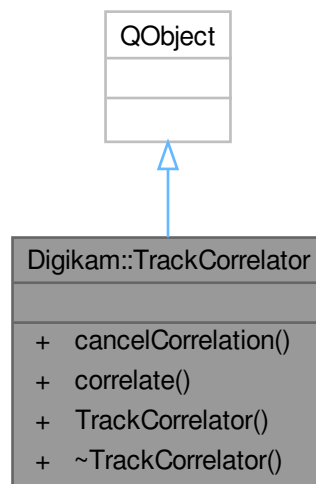 QObject
Digikam::TrackCorrelator
+ cancelCorrelation()
+ correlate()
+ TrackCorrelator()
+ ~TrackCorrelator()